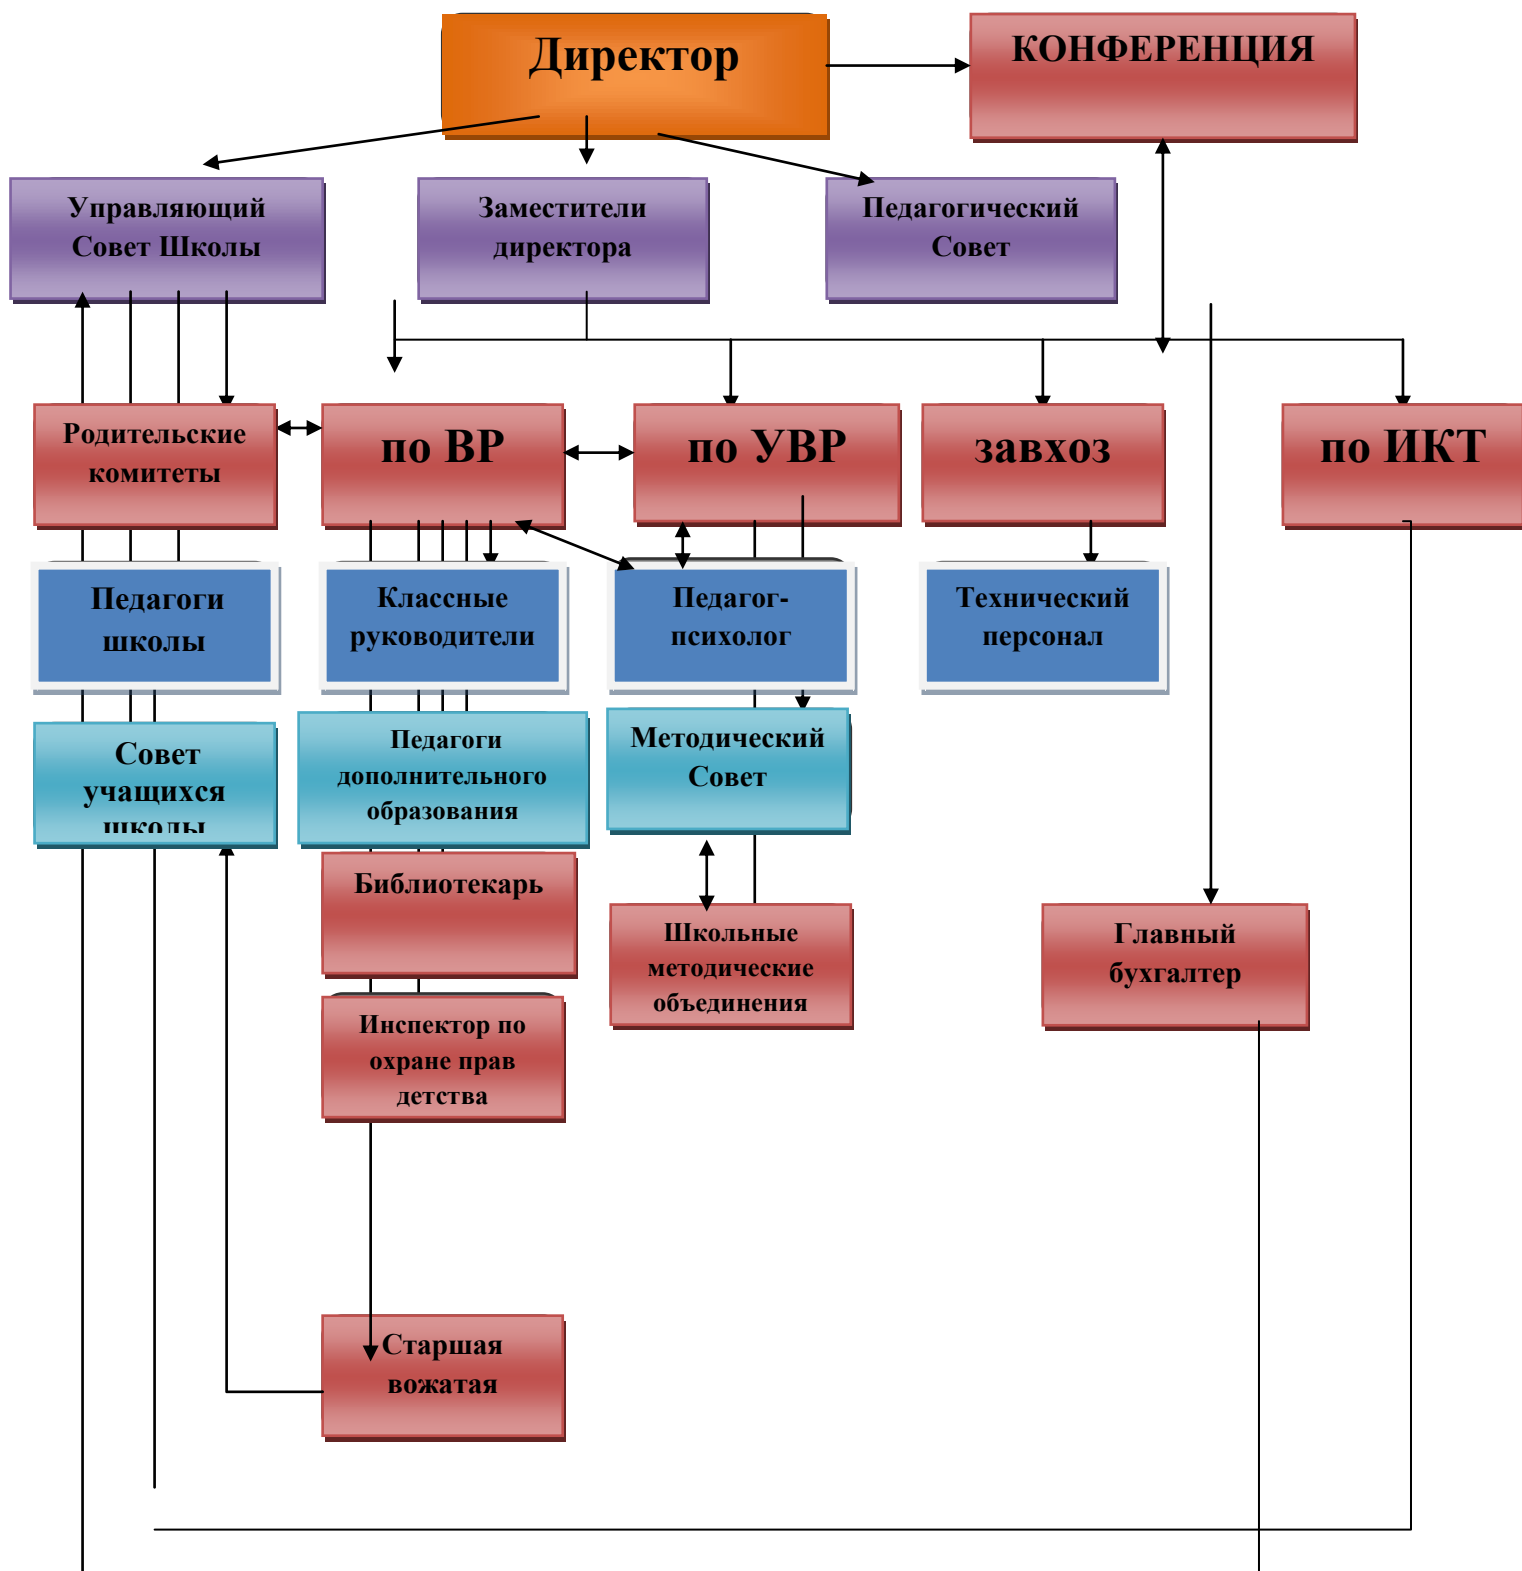 Директор
КОНФЕРЕНЦИЯ
Управляющий
Совет Школы
Заместители
директора
Педагогический
Совет
Родительские
комитеты
по ВР
по УВР
завхоз
по ИКТ
Педагоги
школы
Классные
руководители
Педагог-
психолог
Технический
персонал
Совет
учащихся
школы
Педагоги
дополнительного
образования
Методический
Совет
Библиотекарь
Школьные
методические
объединения
Главный
бухгалтер
Инспектор по
охране прав
детства
Старшая
вожатая